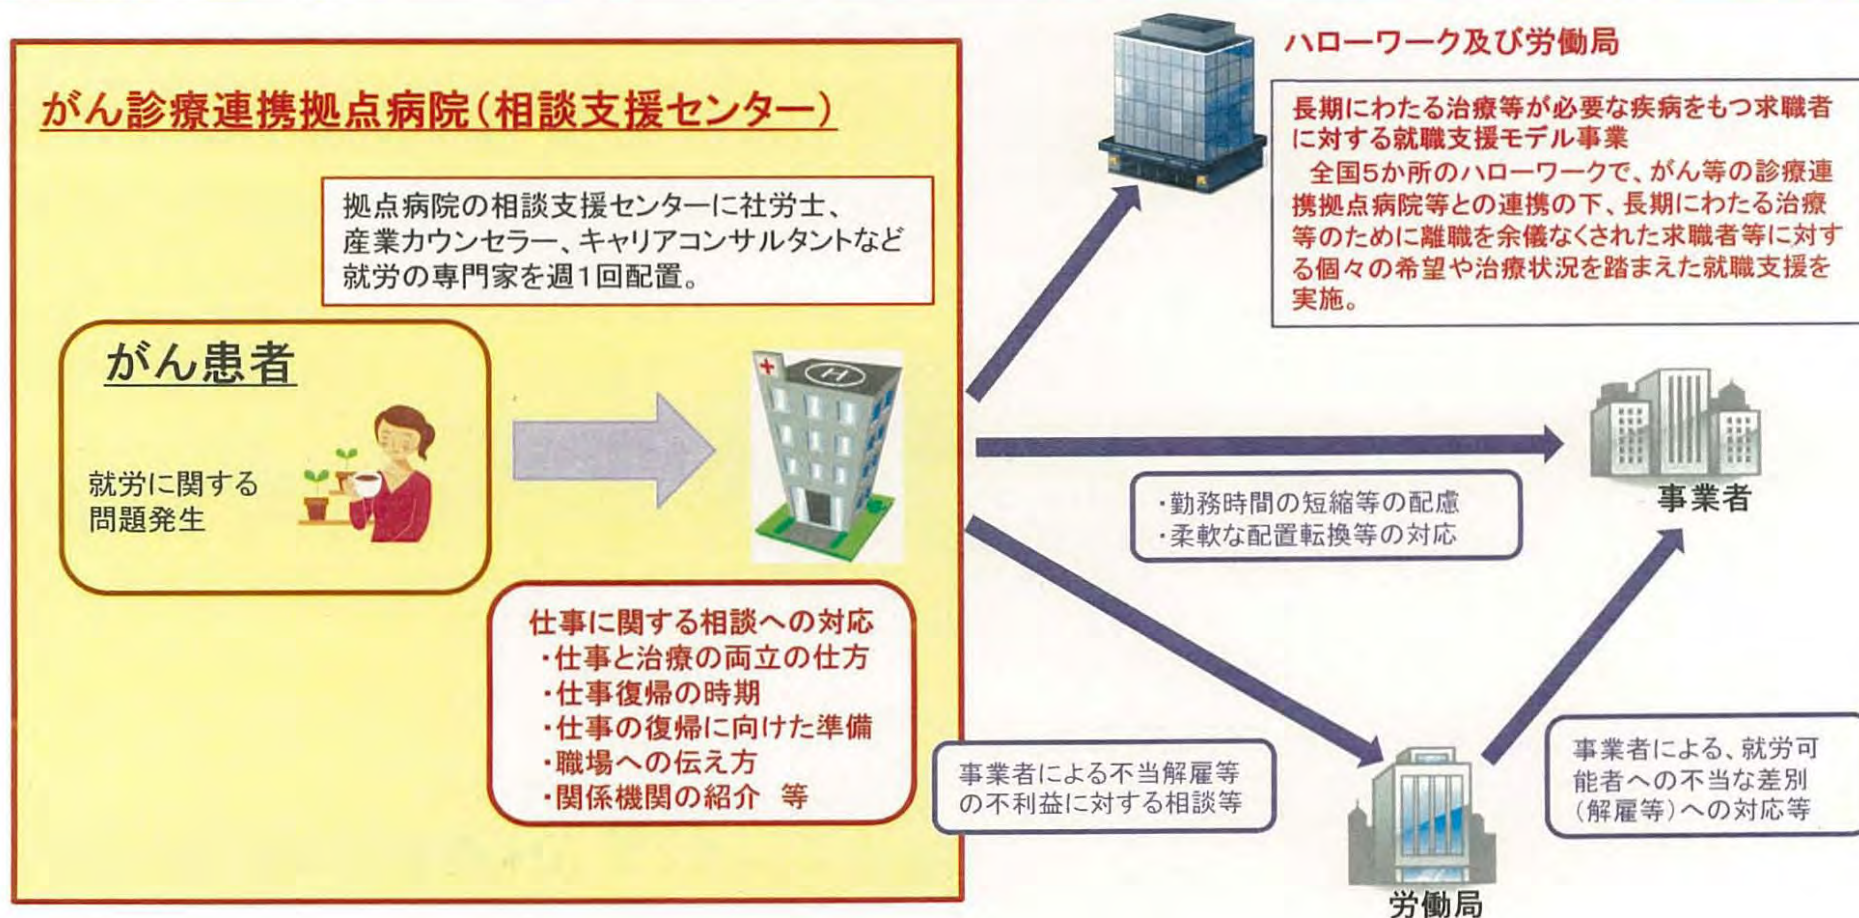 がん診療連携拠点病院(相談支援センター)
拠点病院の相談支援センターに社労士、
産業カウンセラー、キャリアコンサルタントなど
就労の専門家を週1回配置。
がん患者
就労に関する
問題発生
H
仕事に関する相談への対応
・仕事と治療の両立の仕方
・仕事復帰の時期
・仕事の復帰に向けた準備
・職場への伝え方
・関係機関の紹介 等
ハローワーク及び労働局
長期にわたる治療等が必要な疾病をもつ求職者
に対する就職支援モデル事業
全国5か所のハローワークで、がん等の診療連
携拠点病院等との連携の下、長期にわたる治療
等のために離職を余儀なくされた求職者等に対す
る個々の希望や治療状況を踏まえた就職支援を
実施。
事業者
・勤務時間の短縮等の配慮
・柔軟な配置転換等の対応
事業者による不当解雇等
の不利益に対する相談等
事業者による、就労可
能者への不当な差別
(解雇等)への対応等
労働局